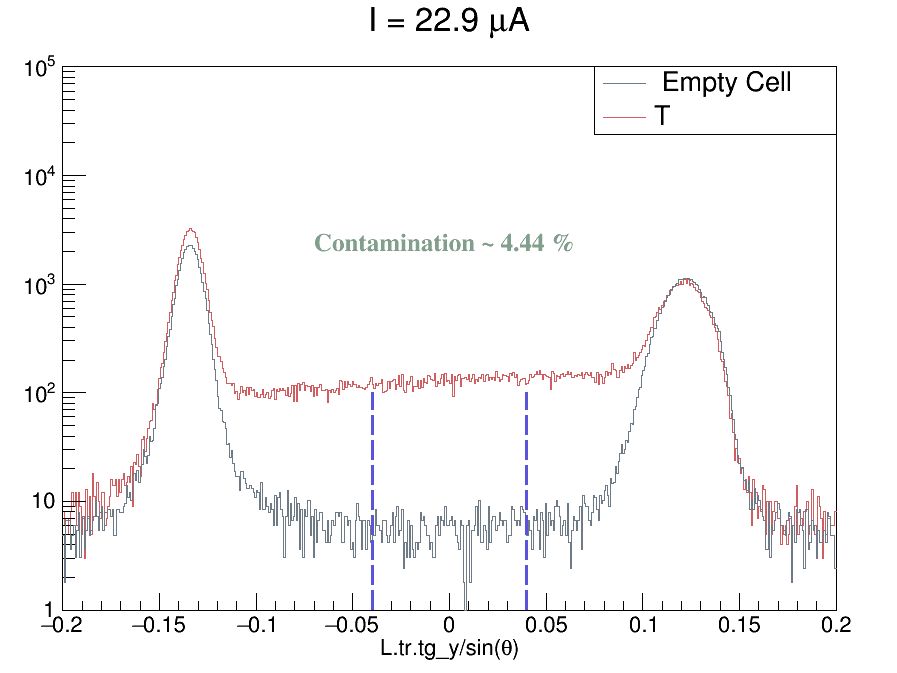 I = 22.9 μA
Empty Cell
T
Contamination ~ 4.44 %
10^5
10^4
10^3
10^2
10
1
−0.2 −0.15 −0.1 −0.05 0 0.05 0.1 0.15 0.2
L.tr.tg_y/sin(θ)